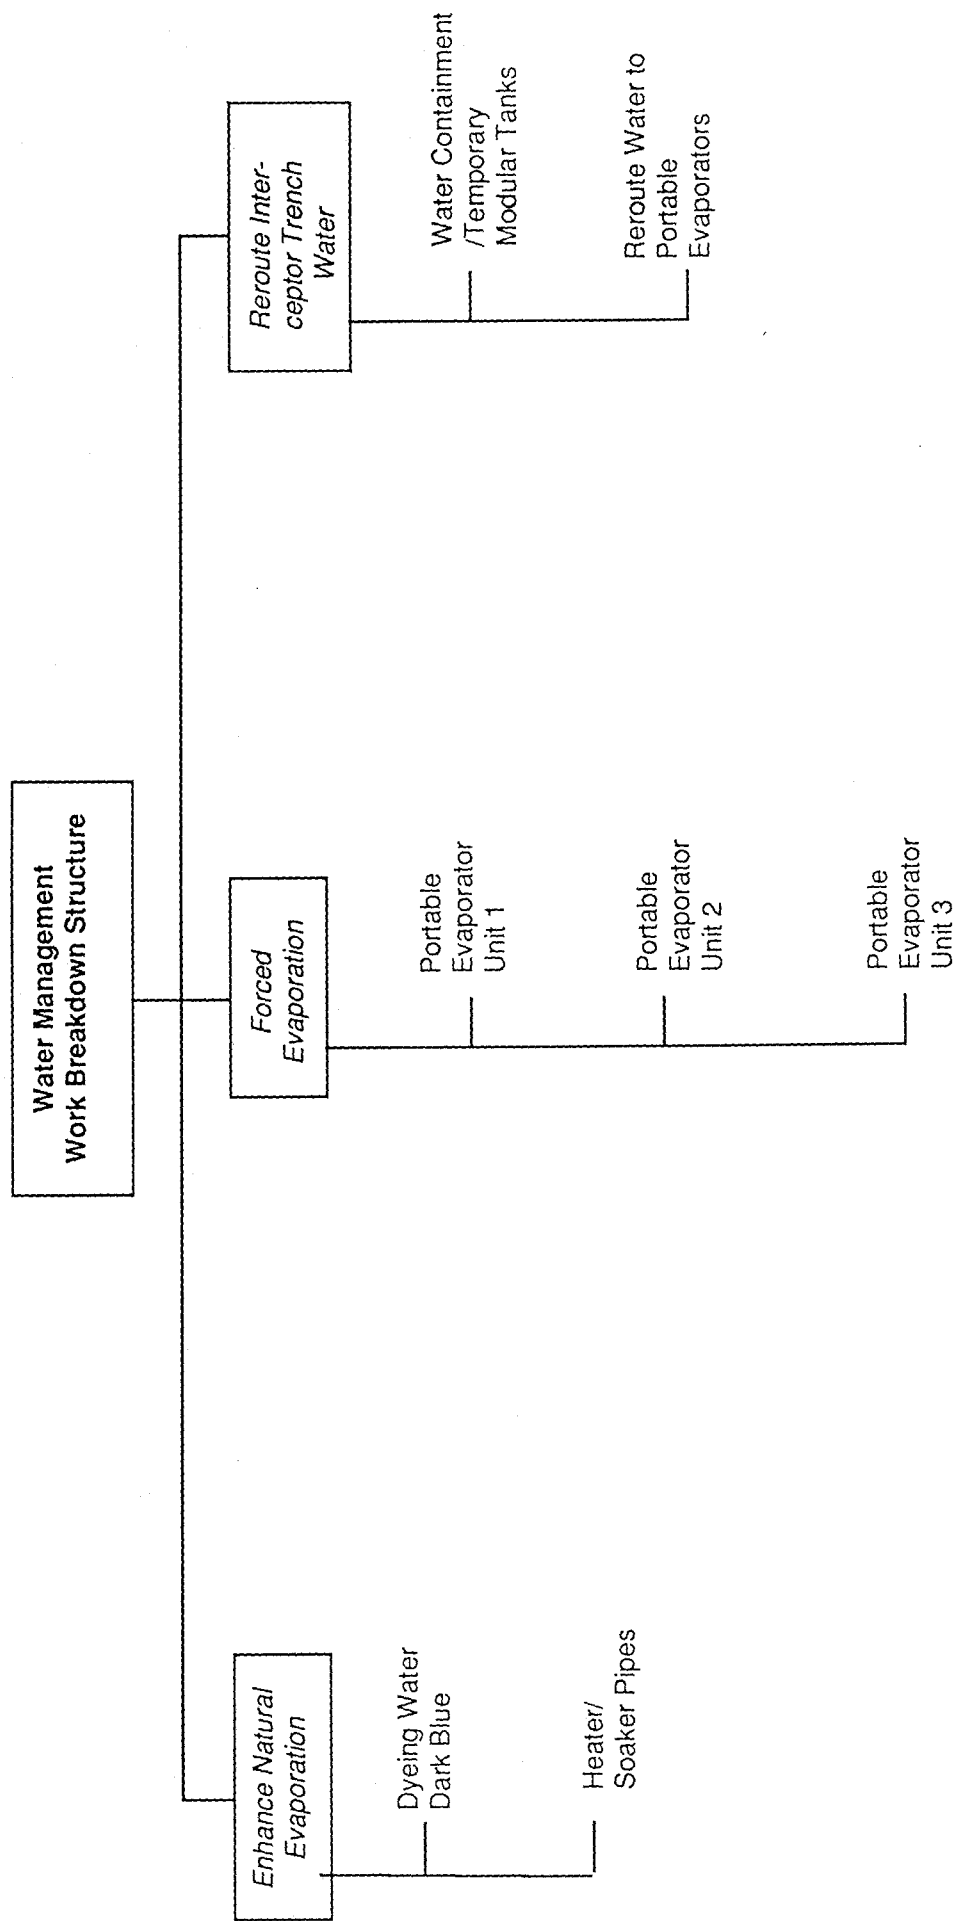 Water Management
Work Breakdown Structure
Enhance Natural
Evaporation
Dyeing Water
Dark Blue
Heater/
Soaker Pipes
Forced
Evaporation
Portable
Evaporator
Unit 1
Portable
Evaporator
Unit 2
Portable
Evaporator
Unit 3
Reroute Inter-
ceptor Trench
Water
Water Containment
/Temporary
Modular Tanks
Reroute Water to
Portable
Evaporators